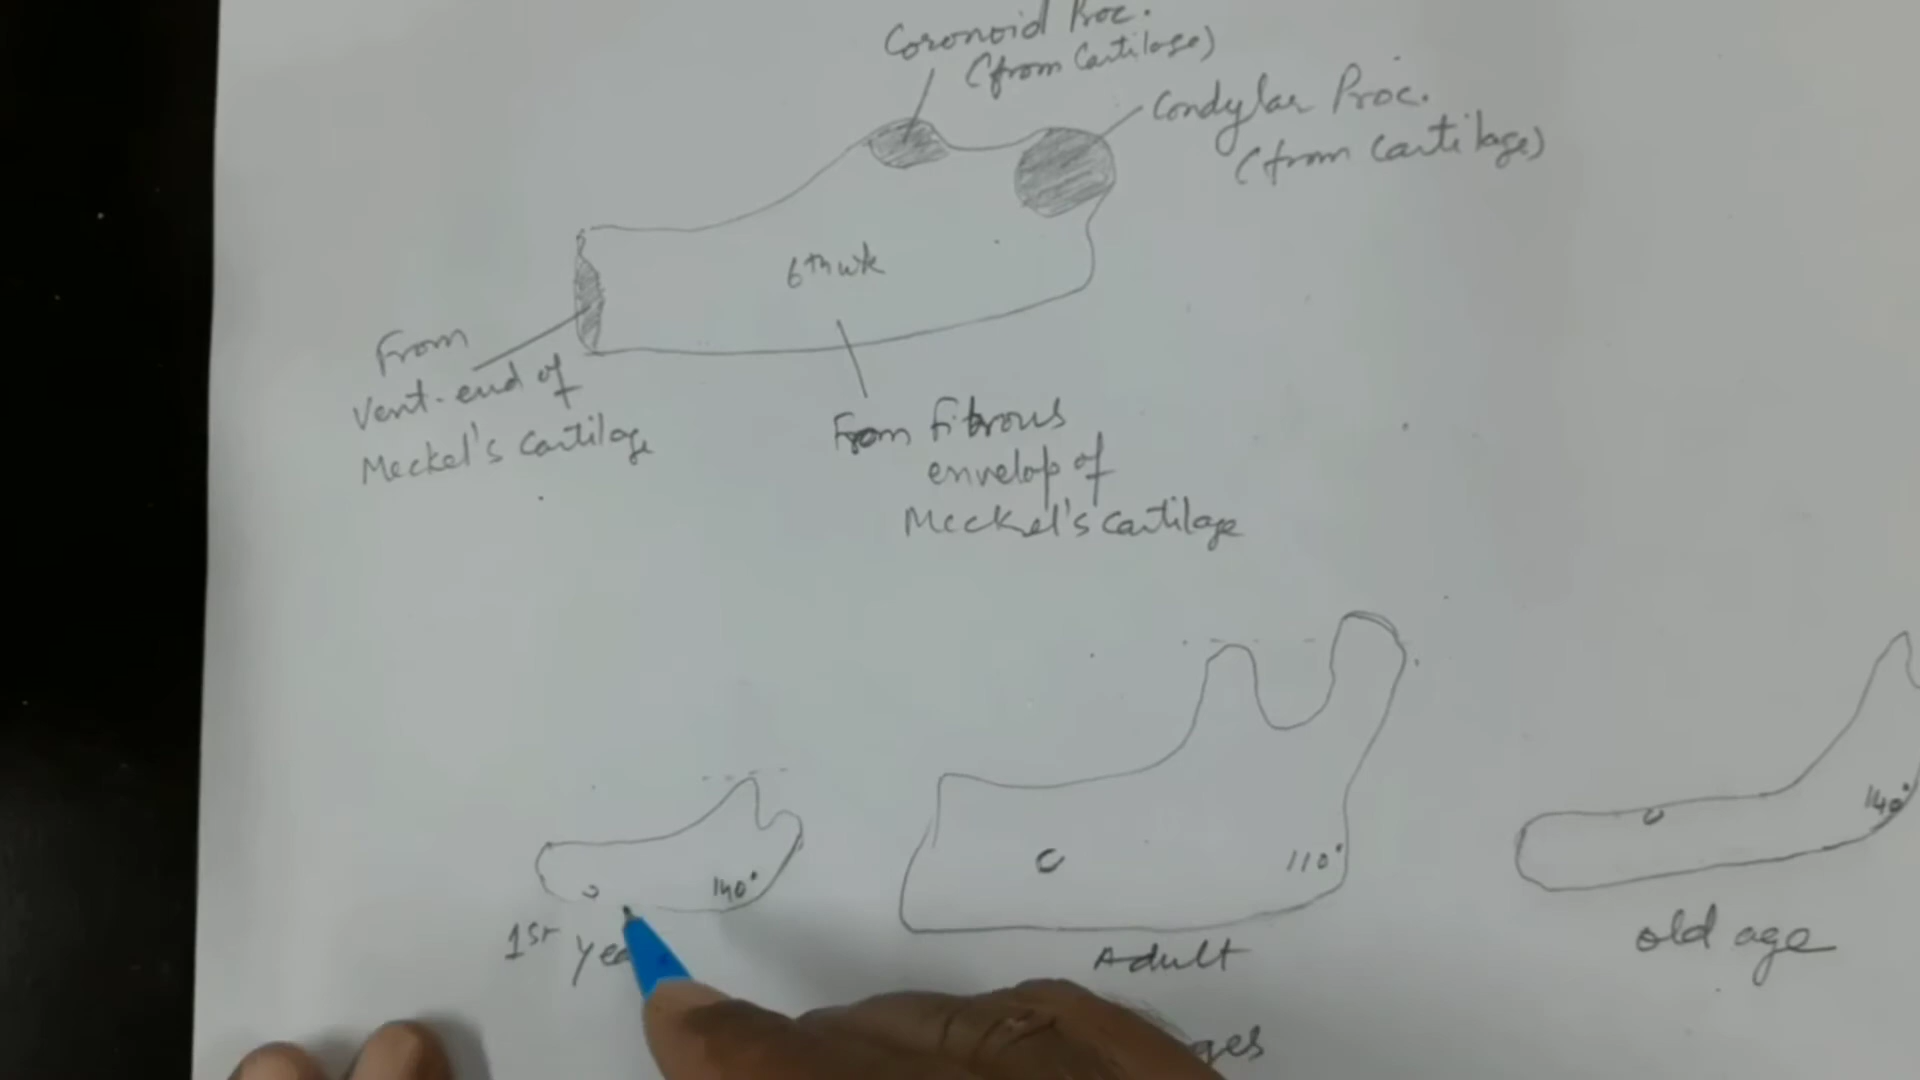 Coronoid Proc.
(from Cartilage)
Condylar Proc.
(from Cartilage)
6th wk
From
Vent. end of
Meckel's Cartilage
From Fibrous
envelop of
Meckel's Cartilage
140°
110°
140°
1st
Adult
old age